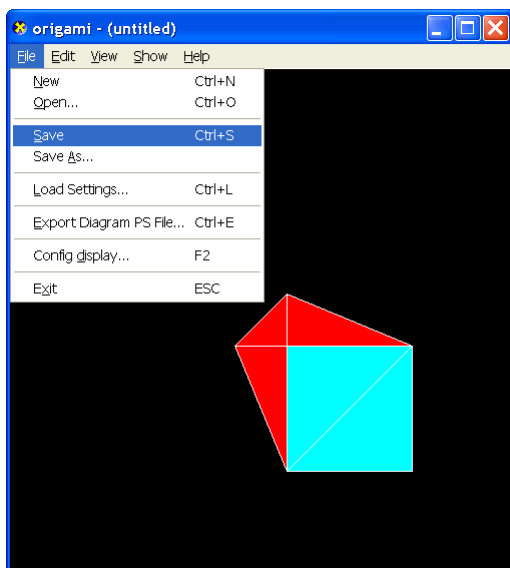 origami - (untitled)
File Edit View Show Help
New Ctrl+N
Open... Ctrl+O
Save Ctrl+S
Save As...
Load Settings... Ctrl+L
Export Diagram PS File... Ctrl+E
Config display... F2
Exit ESC